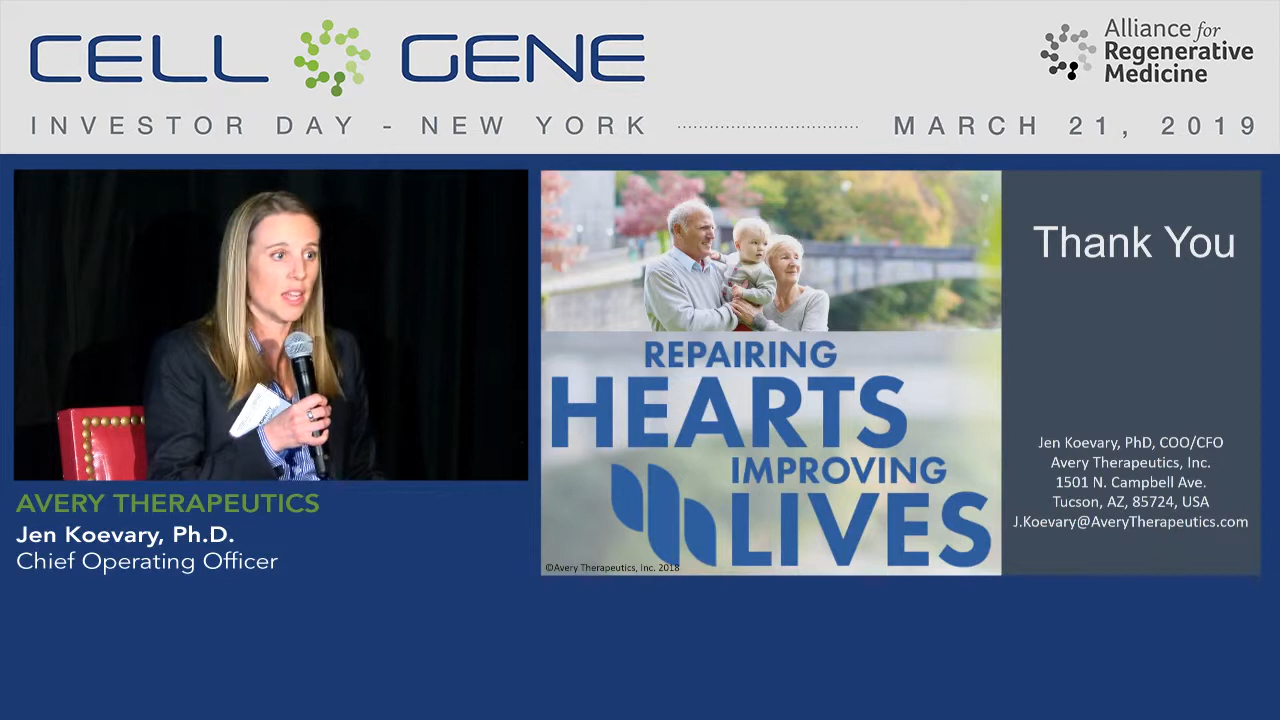 CELL GENE
Alliance for
Regenerative
Medicine
INVESTOR DAY - NEW YORK
MARCH 21, 2019
AVERY THERAPEUTICS
Jen Koevary, Ph.D.
Chief Operating Officer
REPAIRING
HEARTS
IMPROVING
LIVES
©Avery Therapeutics, Inc. 2018
Thank You
Jen Koevary, PhD, COO/CFO
Avery Therapeutics, Inc.
1501 N. Campbell Ave.
Tucson, AZ, 85724, USA
J.Koevary@AveryTherapeutics.com